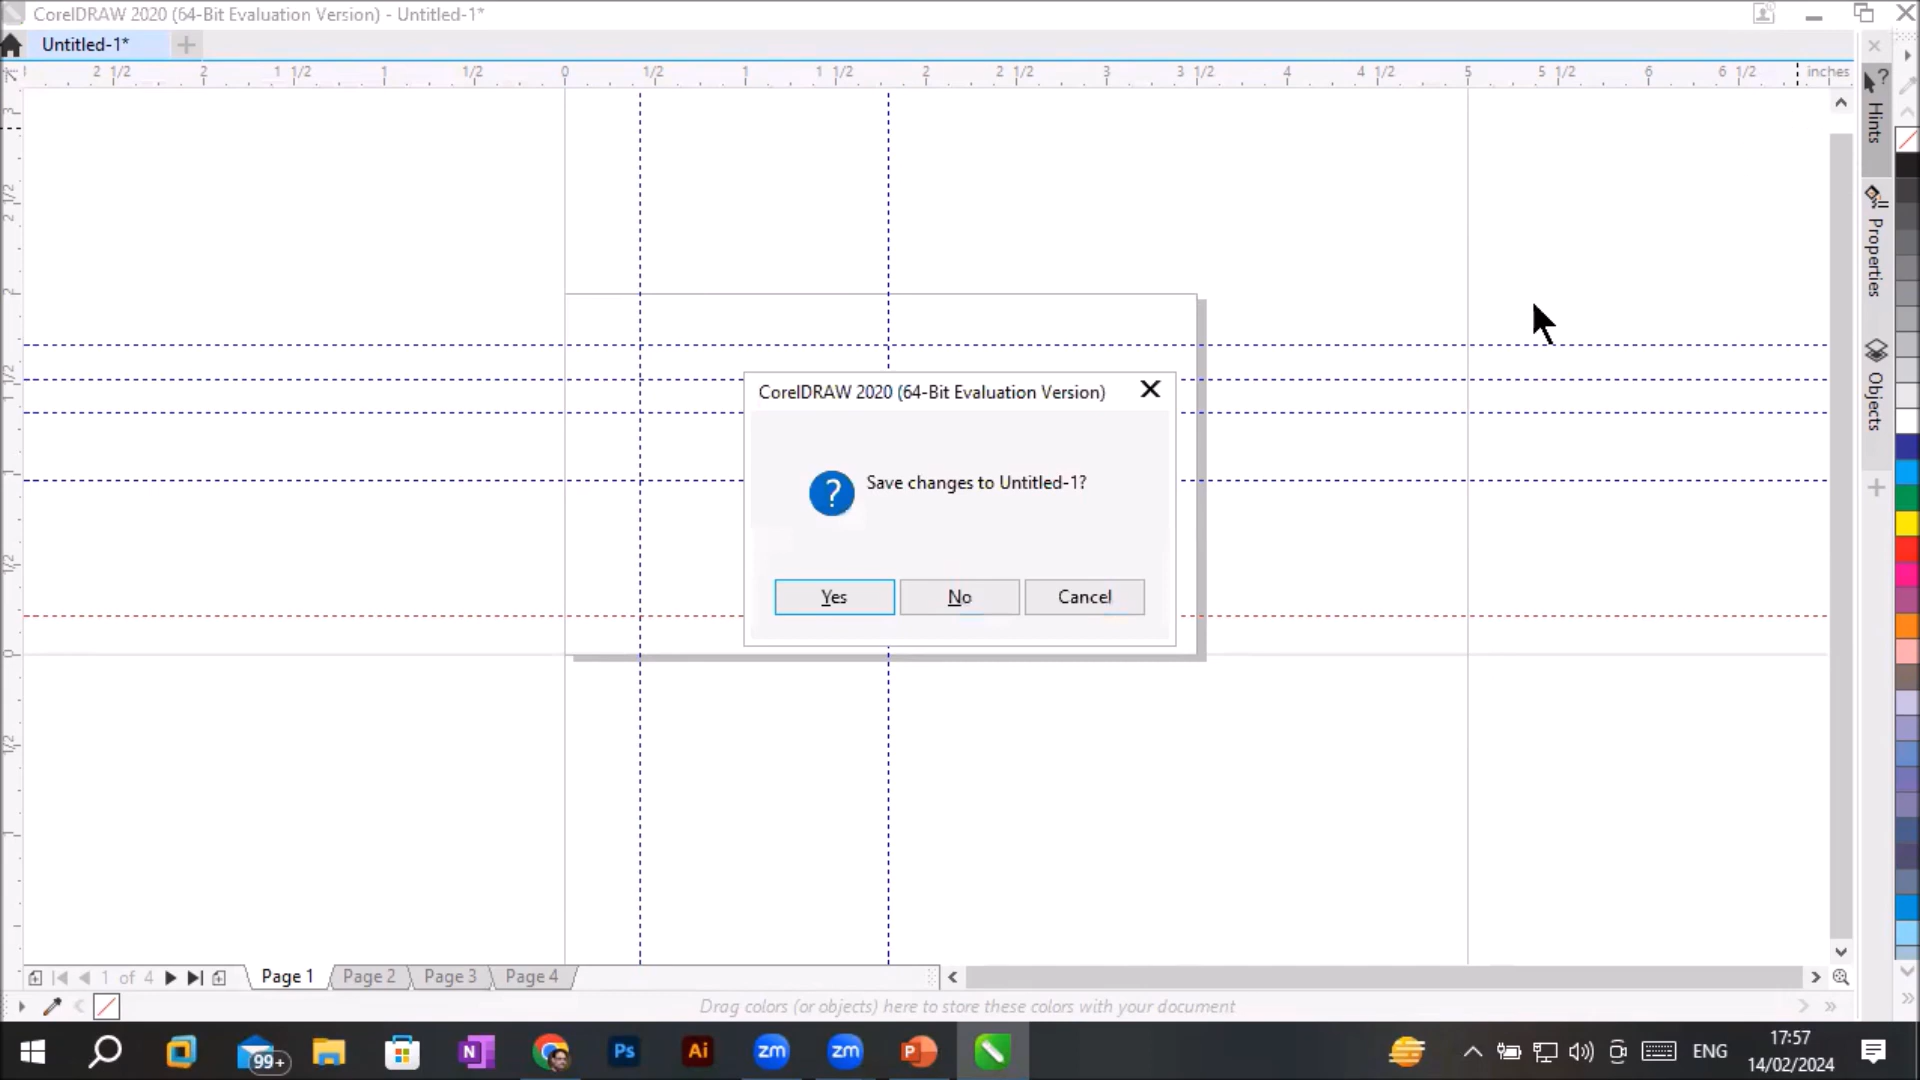 CorelDRAW 2020 (64-Bit Evaluation Version) - Untitled-1*
Untitled-1*
2 1/2 2 1 1/2 1 1/2 0 1/2 1 1 1/2 2 2 1/2 3 3 1/2 4 4 1/2 5 5 1/2 6 6 1/2 inches
Hints
Properties
Objects
CorelDRAW 2020 (64-Bit Evaluation Version)
Save changes to Untitled-1?
Yes No Cancel
1 of 4 Page 1 Page 2 Page 3 Page 4
Drag colors (or objects) here to store these colors with your document
99+ N Ps Ai zm zm P ENG
17:57
14/02/2024